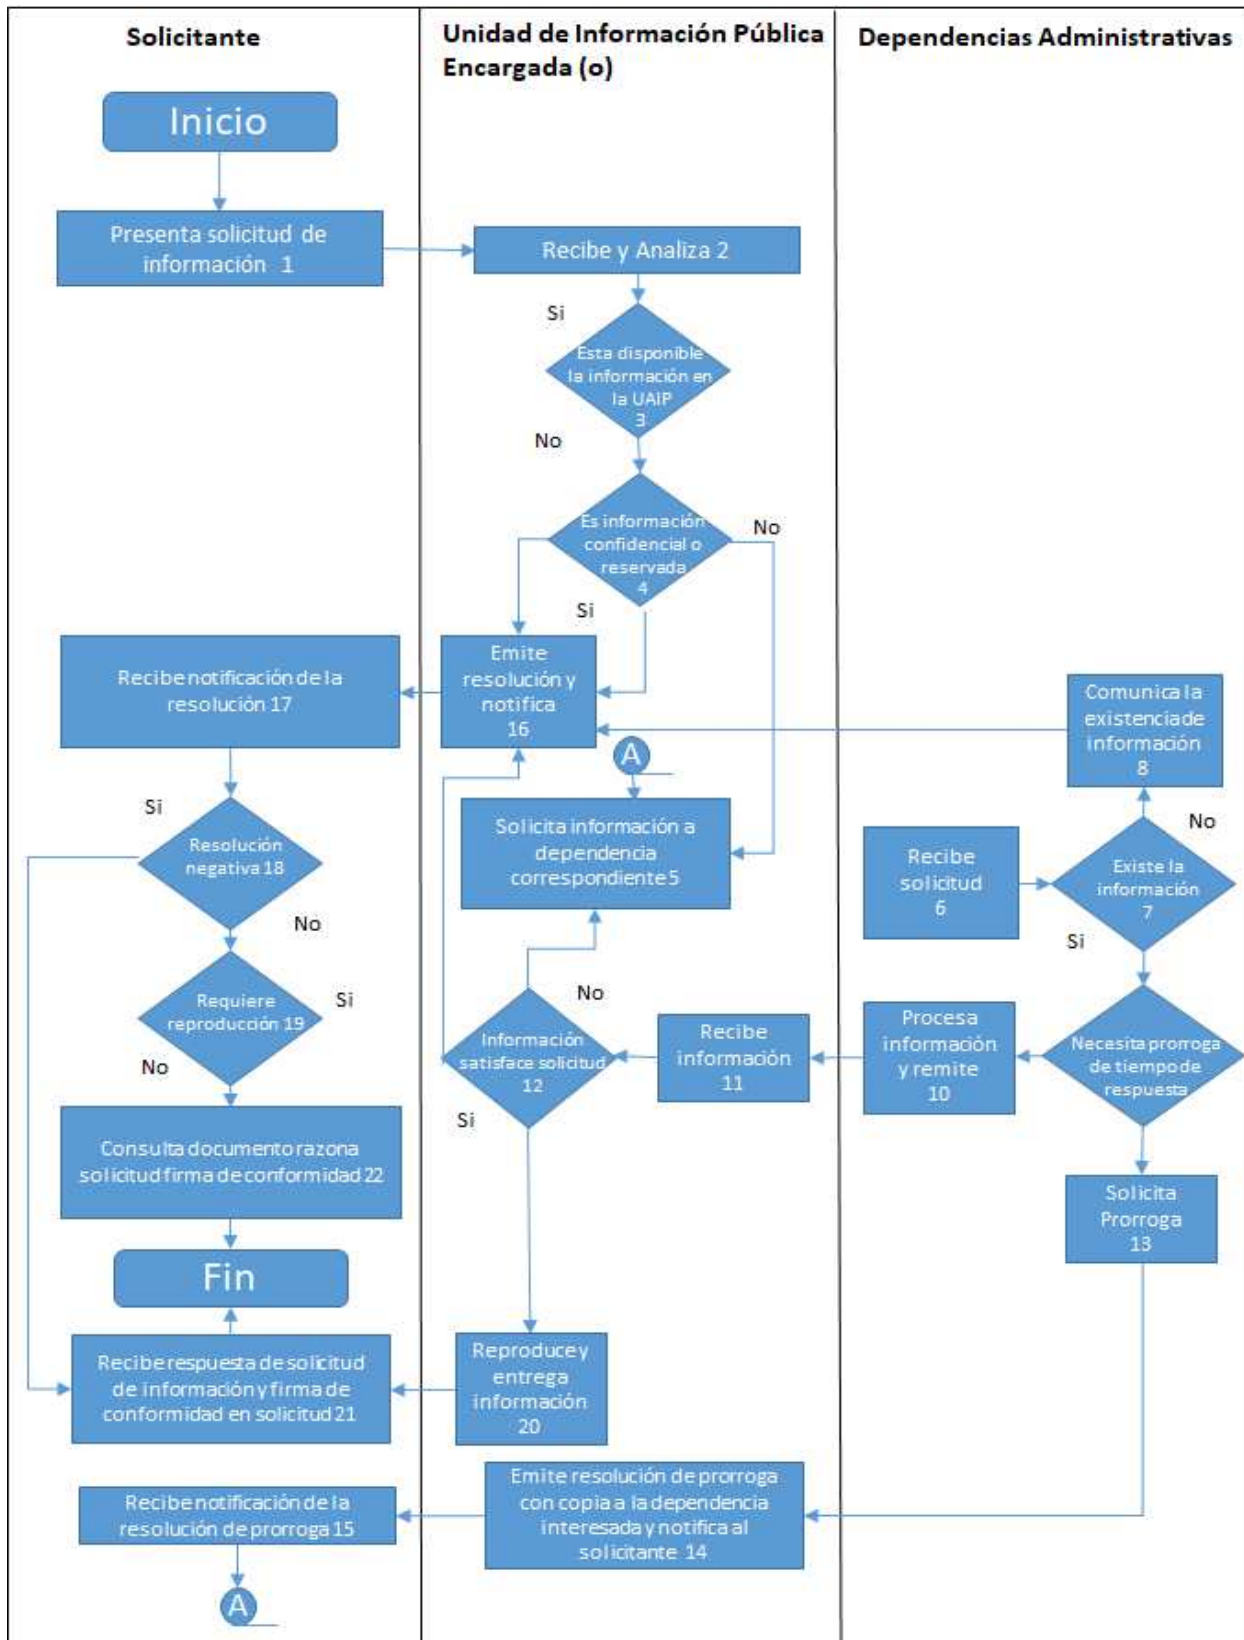 Solicitante
Unidad de Información Pública
Encargada (o)
Dependencias Administrativas
Inicio
Presenta solicitud de
información 1
Recibe y Analiza 2
Si
Esta disponible
la información en
la UAIP
3
No
Es información
confidencial o
reservada
4
No
Si
Recibe notificación de la
resolución 17
Emite
resolución y
notifica
16
Comunica la
existencia de
información
8
A
Si
No
Resolución
negativa 18
Solicita información a
dependencia
correspondiente 5
Recibe
solicitud
6
Existe la
información
7
No
Si
Requiere
reproducción 19
Si
No
No
Información
satisface solicitud
12
Recibe
información
11
Procesa
información
y remite
10
Necesita prorroga
de tiempo de
respuesta
Si
Consulta documento razona
solicitud firma de conformidad 22
Solicita
Prorroga
13
Fin
Recibe respuesta de solicitud
de información y firma de
conformidad en solicitud 21
Reproduce y
entrega
información
20
Recibe notificación de la
resolución de prorroga 15
Emite resolución de prorroga
con copia a la dependencia
interesada y notifica al
solicitante 14
A